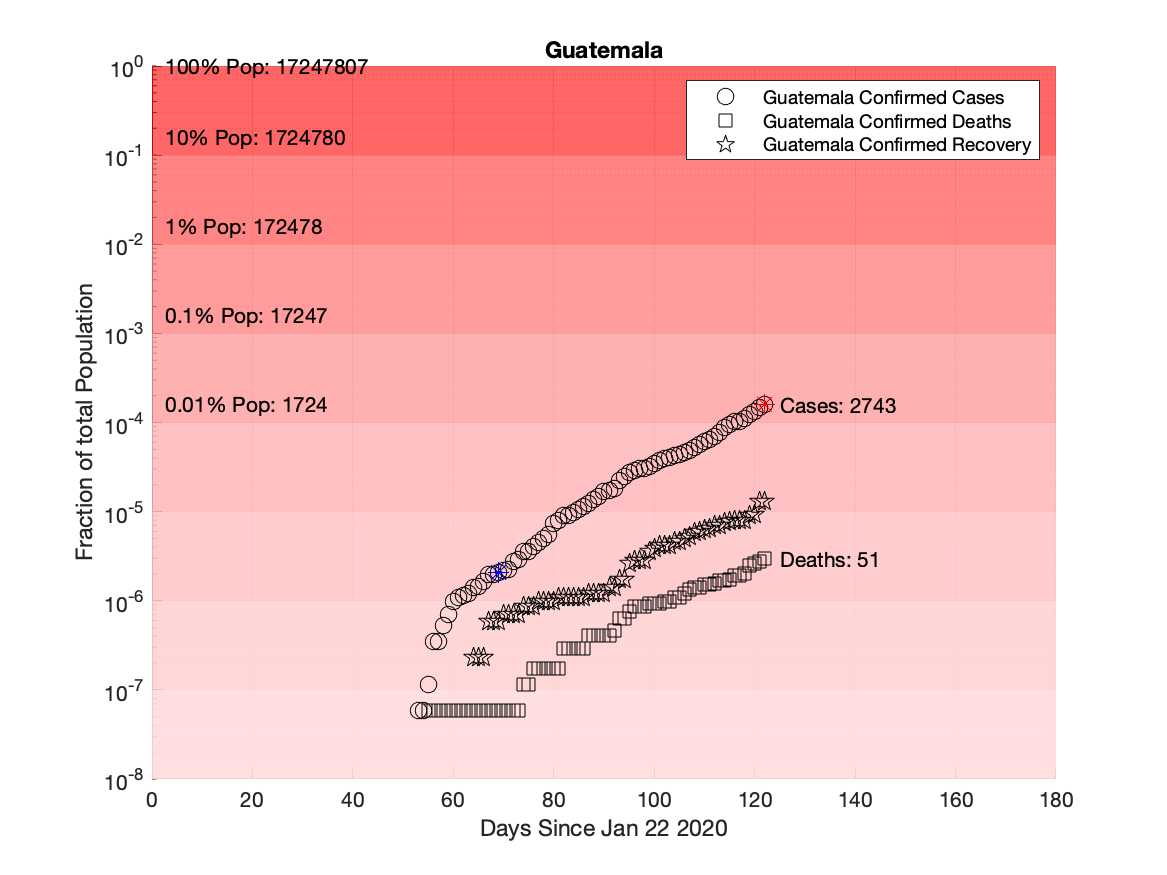 Guatemala
10^0
100% Pop: 17247807
10% Pop: 1724780
10^-1
1% Pop: 172478
10^-2
0.1% Pop: 17247
10^-3
0.01% Pop: 1724
10^-4
10^-5
10^-6
10^-7
10^-8
Guatemala Confirmed Cases
Guatemala Confirmed Deaths
Guatemala Confirmed Recovery
Cases: 2743
Deaths: 51
Fraction of total Population
0 20 40 60 80 100 120 140 160 180
Days Since Jan 22 2020